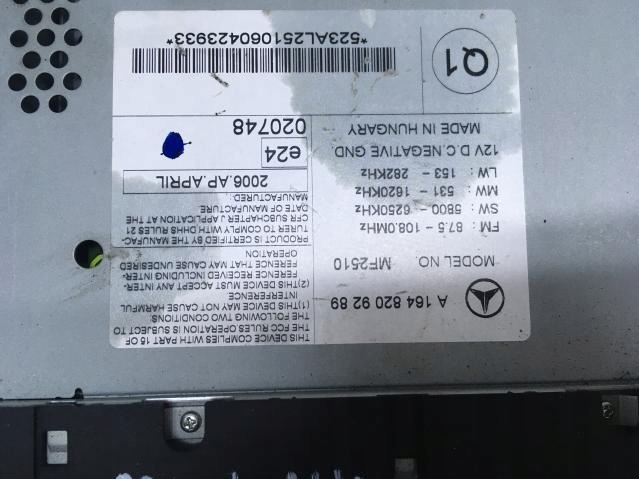 A 164 820 92 89
MODEL NO. MF2510
FM: 87.5 - 108.0MHz
SW: 5800 - 6250KHz
MW: 531 - 1620KHz
LW: 153 - 282KHz
12V D.C.NEGATIVE GND.
MADE IN HUNGARY
Q1
THIS DEVICE COMPLIES WITH PART 15 OF
THE FCC RULES OPERATION IS SUBJECT TO
THE FOLLOWING TWO CONDITIONS:
(1)THIS DEVICE MAY NOT CAUSE HARMFUL
INTERFERENCE
(2)THIS DEVICE MUST ACCEPT ANY INTER-
FERENCE RECEIVED INCLUDING INTER-
FERENCE THAT MAY CAUSE UNDESIRED
OPERATION
PRODUCT IS CERTIFIED BY THE MANUFAC-
TURER TO COMPLY WITH DHHS RULES 21
CFR SUBCHAPTER J APPLICATION AT THE
DATE OF MANUFACTURE.
MANUFACTURED:
2006.AP.APRIL
e24
020748
*523AL251060423933*